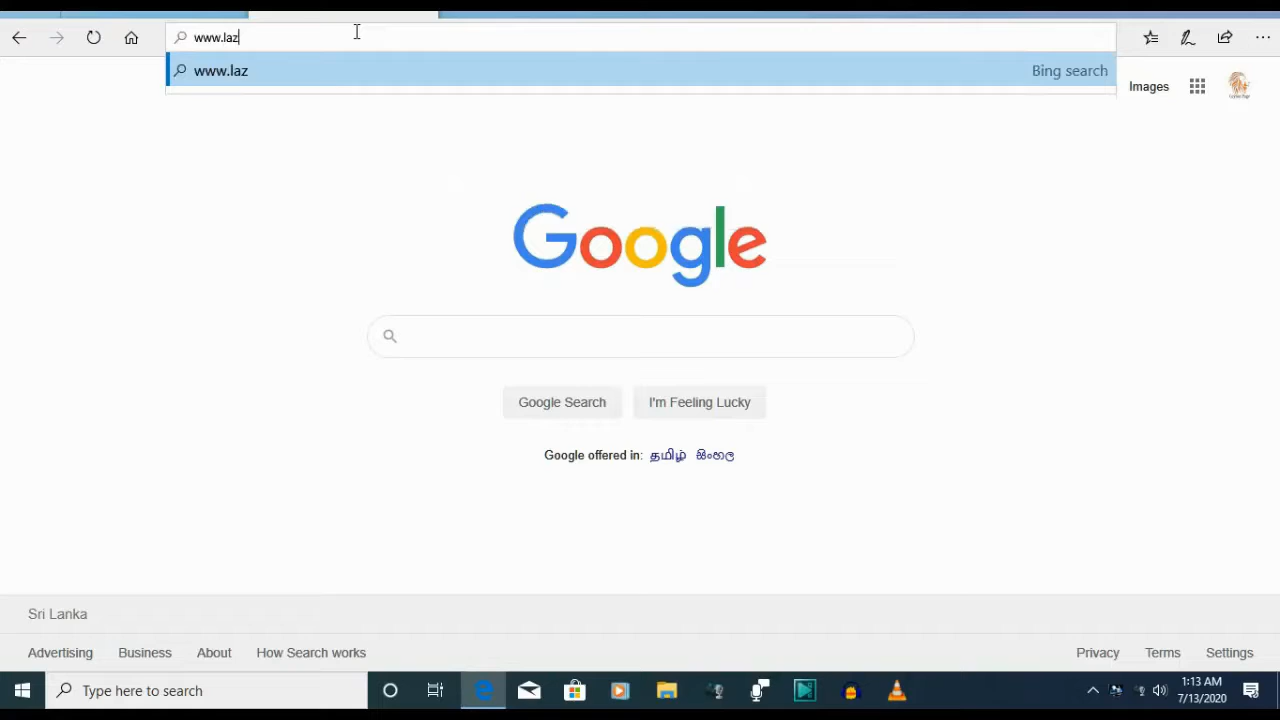 www.laz
www.laz Bing search
Images
Google
Google Search I'm Feeling Lucky
Google offered in: தமிழ் සිංහල
Sri Lanka
Advertising Business About How Search works Privacy Terms Settings
Type here to search 1:13 AM
7/13/2020